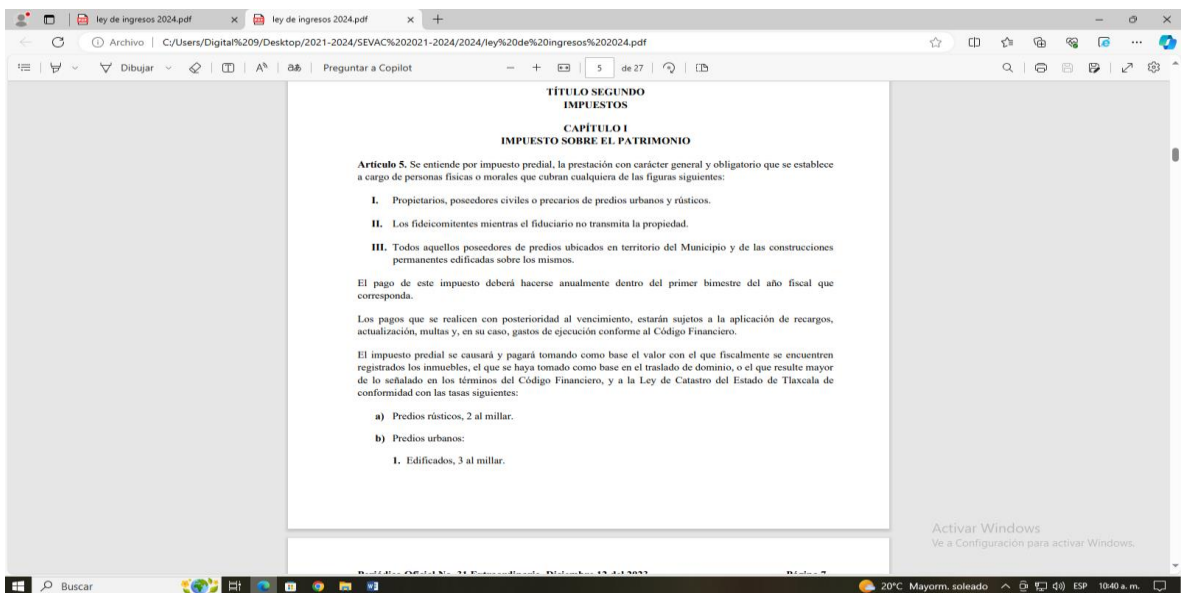 ley de ingresos 2024.pdf
ley de ingresos 2024.pdf
Archivo C:/Users/Digital%209/Desktop/2021-2024/SEVAC%202021-2024/2024/ley%20de%20ingresos%202024.pdf
Dibujar Preguntar a Copilot 5 de 27
TÍTULO SEGUNDO
IMPUESTOS
CAPÍTULO I
IMPUESTO SOBRE EL PATRIMONIO
Artículo 5. Se entiende por impuesto predial, la prestación con carácter general y obligatorio que se establece
a cargo de personas físicas o morales que cubran cualquiera de las figuras siguientes:
I. Propietarios, poseedores civiles o precarios de predios urbanos y rústicos.
II. Los fideicomitentes mientras el fiduciario no transmita la propiedad.
III. Todos aquellos poseedores de predios ubicados en territorio del Municipio y de las construcciones
permanentes edificadas sobre los mismos.
El pago de este impuesto deberá hacerse anualmente dentro del primer bimestre del año fiscal que
corresponda.
Los pagos que se realicen con posterioridad al vencimiento, estarán sujetos a la aplicación de recargos,
actualización, multas y, en su caso, gastos de ejecución conforme al Código Financiero.
El impuesto predial se causará y pagará tomando como base el valor con el que fiscalmente se encuentren
registrados los inmuebles, el que se haya tomado como base en el traslado de dominio, o el que resulte mayor
de lo señalado en los términos del Código Financiero, y a la Ley de Catastro del Estado de Tlaxcala de
conformidad con las tasas siguientes:
a) Predios rústicos, 2 al millar.
b) Predios urbanos:
1. Edificados, 3 al millar.
Activar Windows
Ve a Configuración para activar Windows.
Periódico Oficial No. 31 Extraordinario, Diciembre 12 del 2023 Página 7
Buscar 20°C Mayorm. soleado ESP 10:40 a. m.